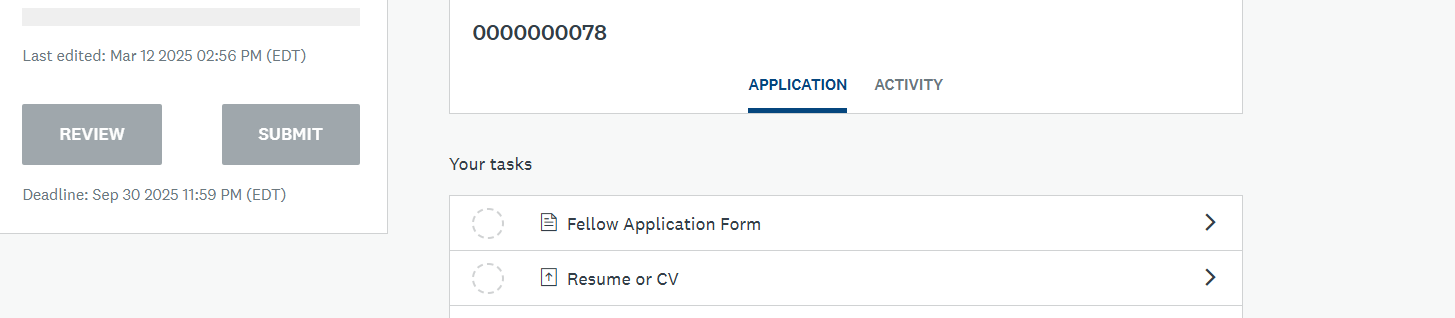 Last edited: Mar 12 2025 02:56 PM (EDT)
REVIEW
SUBMIT
Deadline: Sep 30 2025 11:59 PM (EDT)
0000000078
APPLICATION
ACTIVITY
Your tasks
Fellow Application Form
Resume or CV